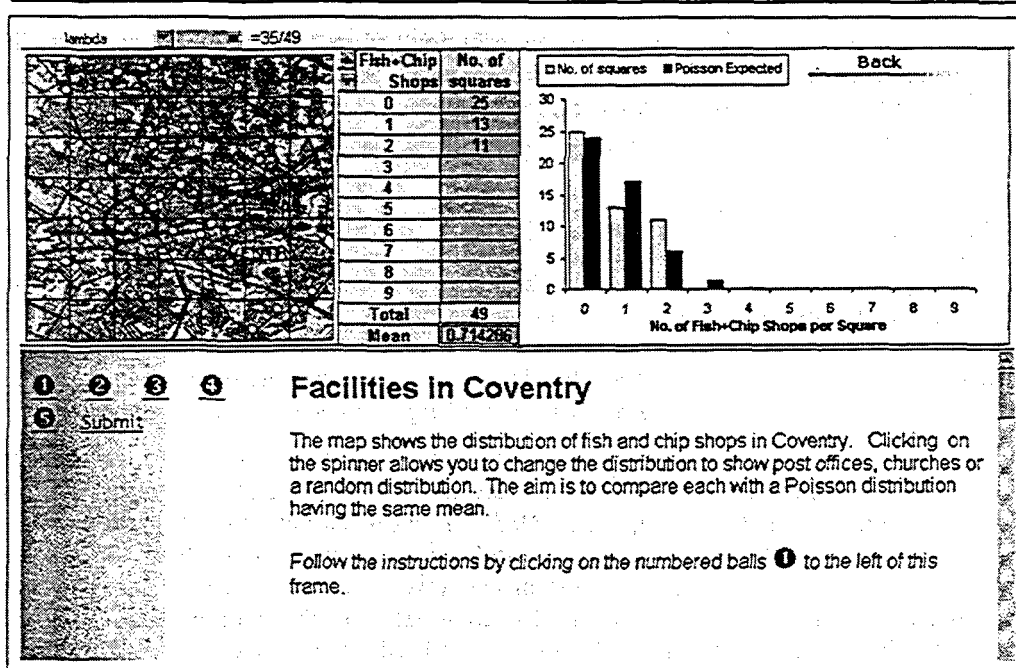 lambda =35/49
Fish+Chip Shops No. of squares
0 25
1 13
2 11
3
4
5
6
7
8
9
Total 49
Mean 0.714286
No. of squares Poisson Expected
Back
30
25
20
15
10
5
0
0 1 2 3 4 5 6 7 8 9
No. of Fish+Chip Shops per Square
1 2 3 4
5 Submit
Facilities in Coventry
The map shows the distribution of fish and chip shops in Coventry. Clicking on
the spinner allows you to change the distribution to show post offices, churches or
a random distribution. The aim is to compare each with a Poisson distribution
having the same mean.
Follow the instructions by clicking on the numbered balls 1 to the left of this
frame.